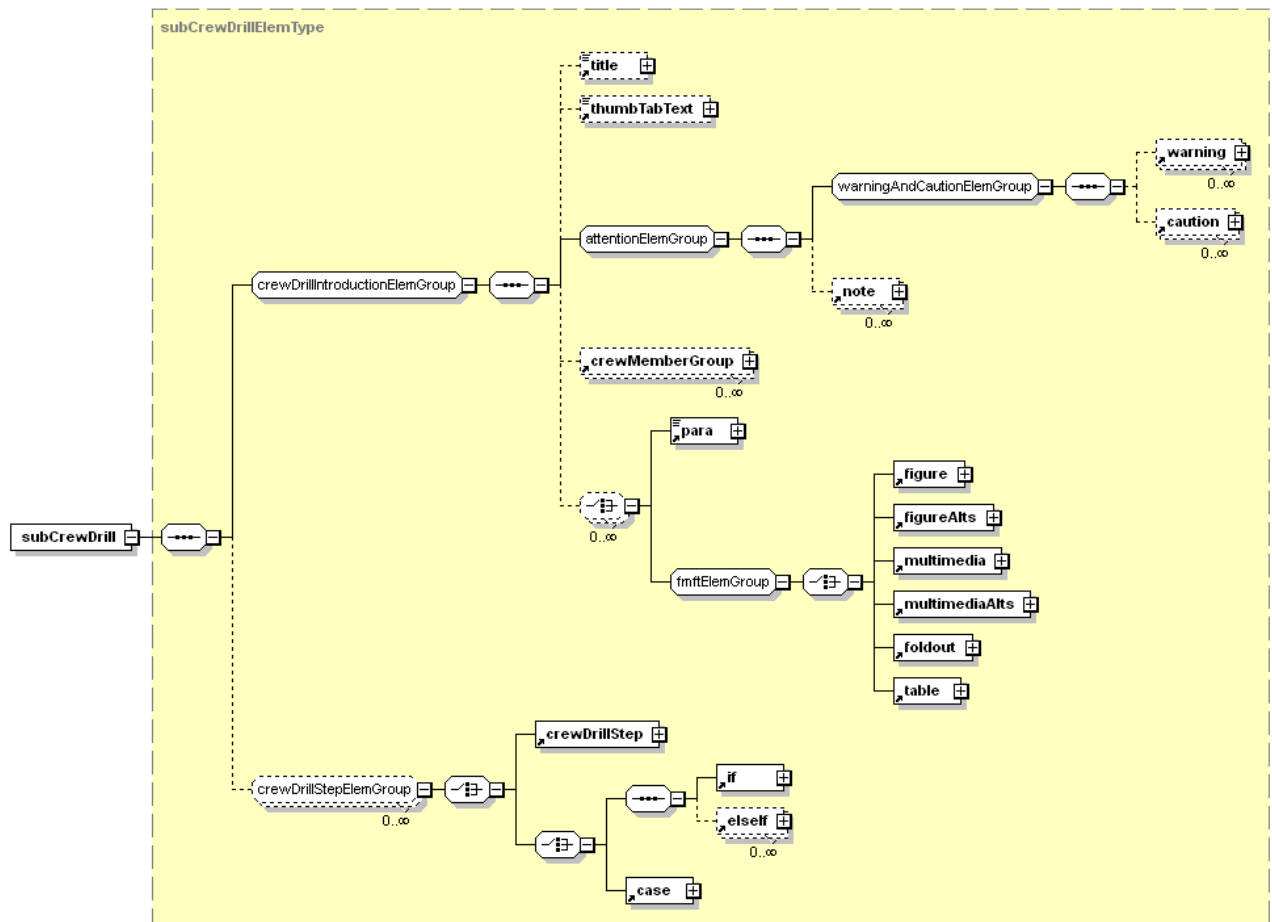 subCrewDrillElemType
title
thumbTabText
warning
0..∞
warningAndCautionElemGroup
caution
0..∞
attentionElemGroup
crewDrillIntroductionElemGroup
note
0..∞
crewMemberGroup
0..∞
para
figure
figureAlts
subCrewDrill
0..∞
multimedia
fmftElemGroup
multimediaAlts
foldout
table
crewDrillStep
if
crewDrillStepElemGroup
0..∞
elseIf
0..∞
case